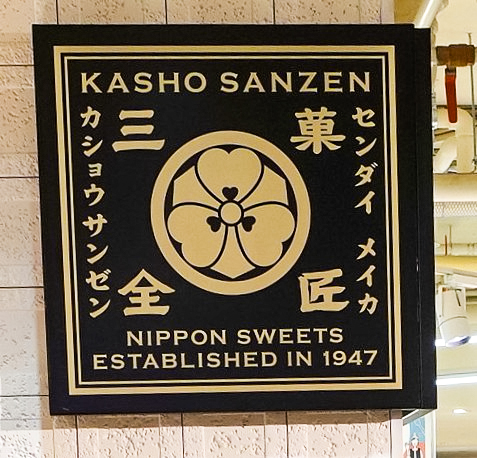 KASHO SANZEN
センダイ メイカ
菓匠
三全
カショウサンゼン
NIPPON SWEETS
ESTABLISHED IN 1947